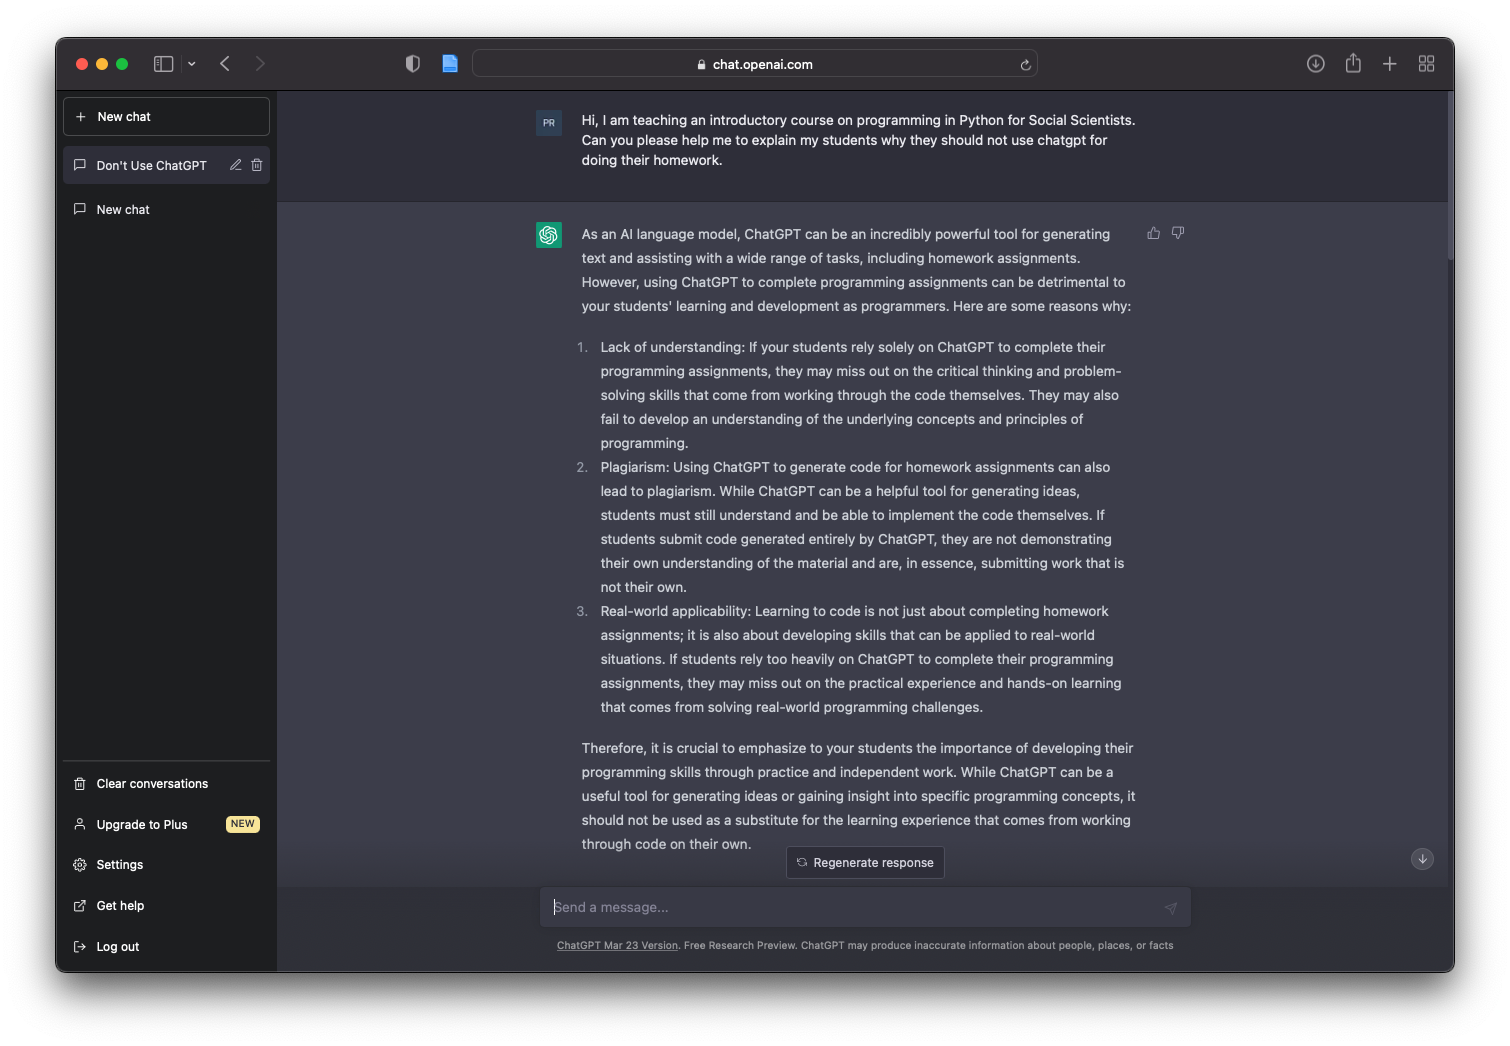 chat.openai.com
New chat
Don't Use ChatGPT
New chat
PR
Hi, I am teaching an introductory course on programming in Python for Social Scientists.
Can you please help me to explain my students why they should not use chatgpt for
doing their homework.
As an AI language model, ChatGPT can be an incredibly powerful tool for generating
text and assisting with a wide range of tasks, including homework assignments.
However, using ChatGPT to complete programming assignments can be detrimental to
your students' learning and development as programmers. Here are some reasons why:
1. Lack of understanding: If your students rely solely on ChatGPT to complete their
programming assignments, they may miss out on the critical thinking and problem-
solving skills that come from working through the code themselves. They may also
fail to develop an understanding of the underlying concepts and principles of
programming.
2. Plagiarism: Using ChatGPT to generate code for homework assignments can also
lead to plagiarism. While ChatGPT can be a helpful tool for generating ideas,
students must still understand and be able to implement the code themselves. If
students submit code generated entirely by ChatGPT, they are not demonstrating
their own understanding of the material and are, in essence, submitting work that is
not their own.
3. Real-world applicability: Learning to code is not just about completing homework
assignments; it is also about developing skills that can be applied to real-world
situations. If students rely too heavily on ChatGPT to complete their programming
assignments, they may miss out on the practical experience and hands-on learning
that comes from solving real-world programming challenges.
Therefore, it is crucial to emphasize to your students the importance of developing their
programming skills through practice and independent work. While ChatGPT can be a
useful tool for generating ideas or gaining insight into specific programming concepts, it
should not be used as a substitute for the learning experience that comes from working
through code on their own.
Regenerate response
Send a message...
ChatGPT Mar 23 Version. Free Research Preview. ChatGPT may produce inaccurate information about people, places, or facts
Clear conversations
Upgrade to Plus NEW
Settings
Get help
Log out